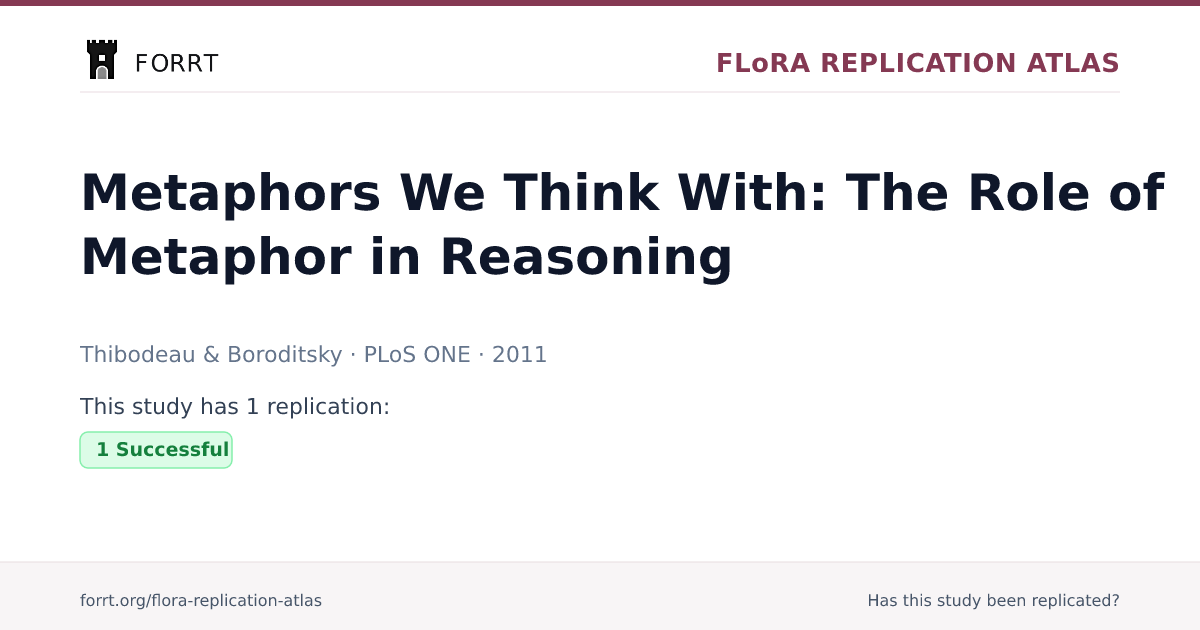 FORRT
FLoRA REPLICATION ATLAS
Metaphors We Think With: The Role of
Metaphor in Reasoning
Thibodeau & Boroditsky · PLoS ONE · 2011
This study has 1 replication:
1 Successful
forrt.org/flora-replication-atlas
Has this study been replicated?